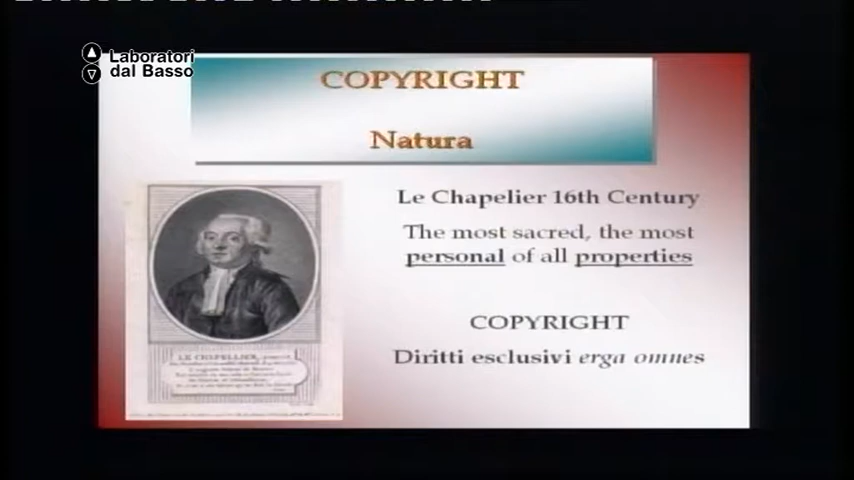 Laboratori
dal Basso
COPYRIGHT
Natura
Le Chapelier 16th Century
The most sacred, the most
personal of all properties
COPYRIGHT
Diritti esclusivi erga omnes
LE CHAPELLIER,